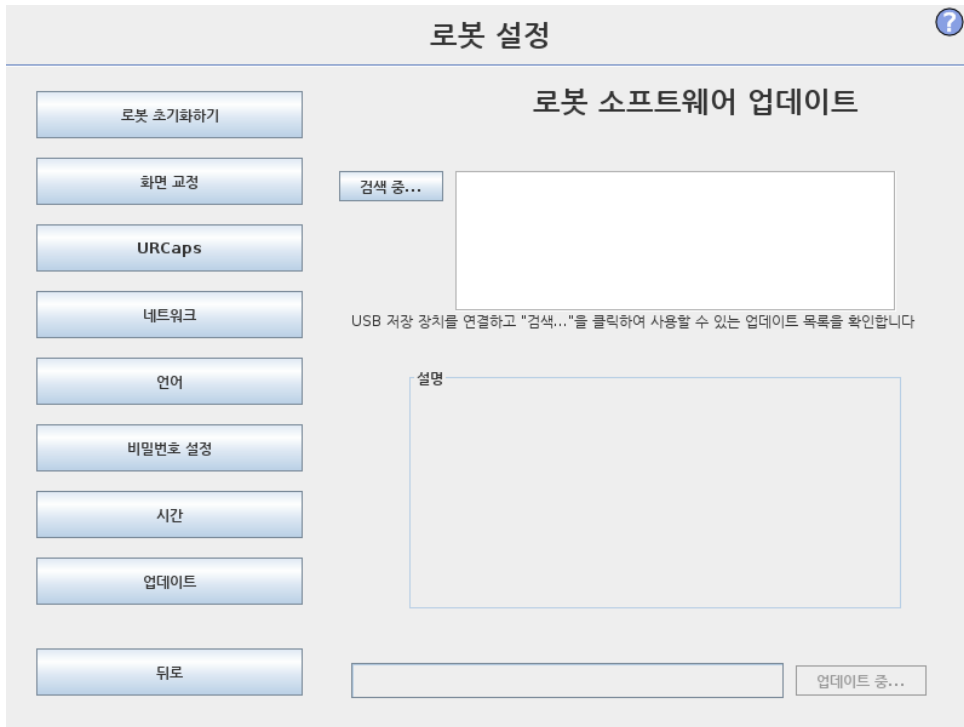 로봇 설정
?
로봇 초기화하기
화면 교정
URCaps
네트워크
언어
비밀번호 설정
시간
업데이트
뒤로
로봇 소프트웨어 업데이트
검색 중...
USB 저장 장치를 연결하고 "검색..."을 클릭하여 사용할 수 있는 업데이트 목록을 확인합니다
설명
업데이트 중...